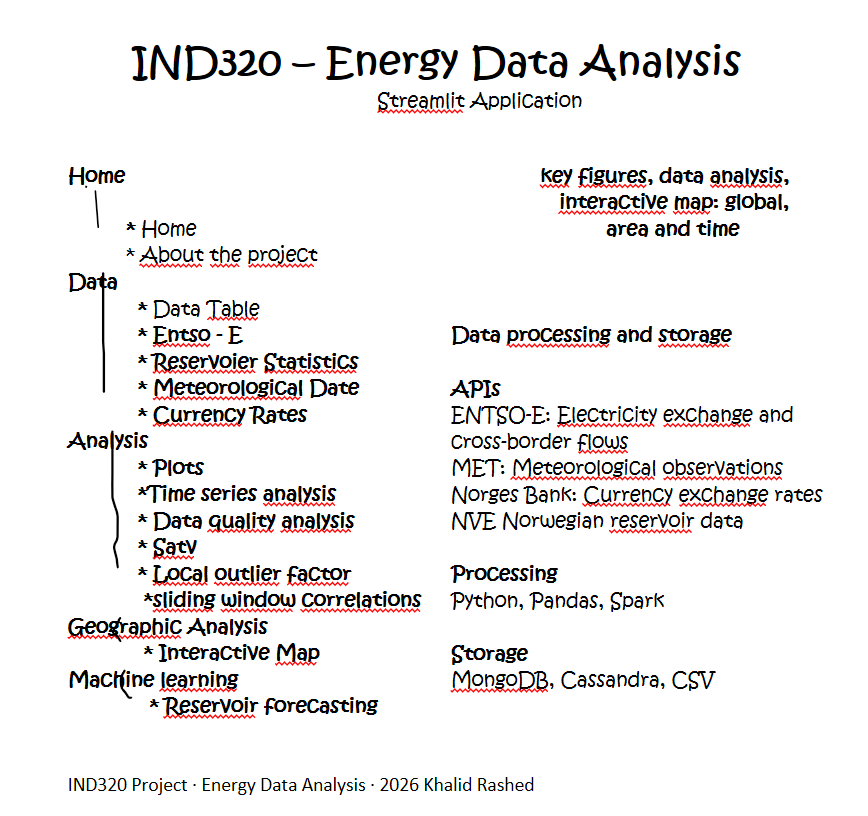 IND320 – Energy Data Analysis
Streamlit Application
Home
* Home
* About the project
Data
* Data Table
* Entso - E
* Reservoier Statistics
* Meteorological Date
* Currency Rates
Analysis
* Plots
*Time series analysis
* Data quality analysis
* Satv
* Local outlier factor
*sliding window correlations
Geographic Analysis
* Interactive Map
Machine learning
* Reservoir forecasting
key figures, data analysis,
interactive map: global,
area and time
Data processing and storage
APIs
ENTSO-E: Electricity exchange and
cross-border flows
MET: Meteorological observations
Norges Bank: Currency exchange rates
NVE Norwegian reservoir data
Processing
Python, Pandas, Spark
Storage
MongoDB, Cassandra, CSV
IND320 Project · Energy Data Analysis · 2026 Khalid Rashed